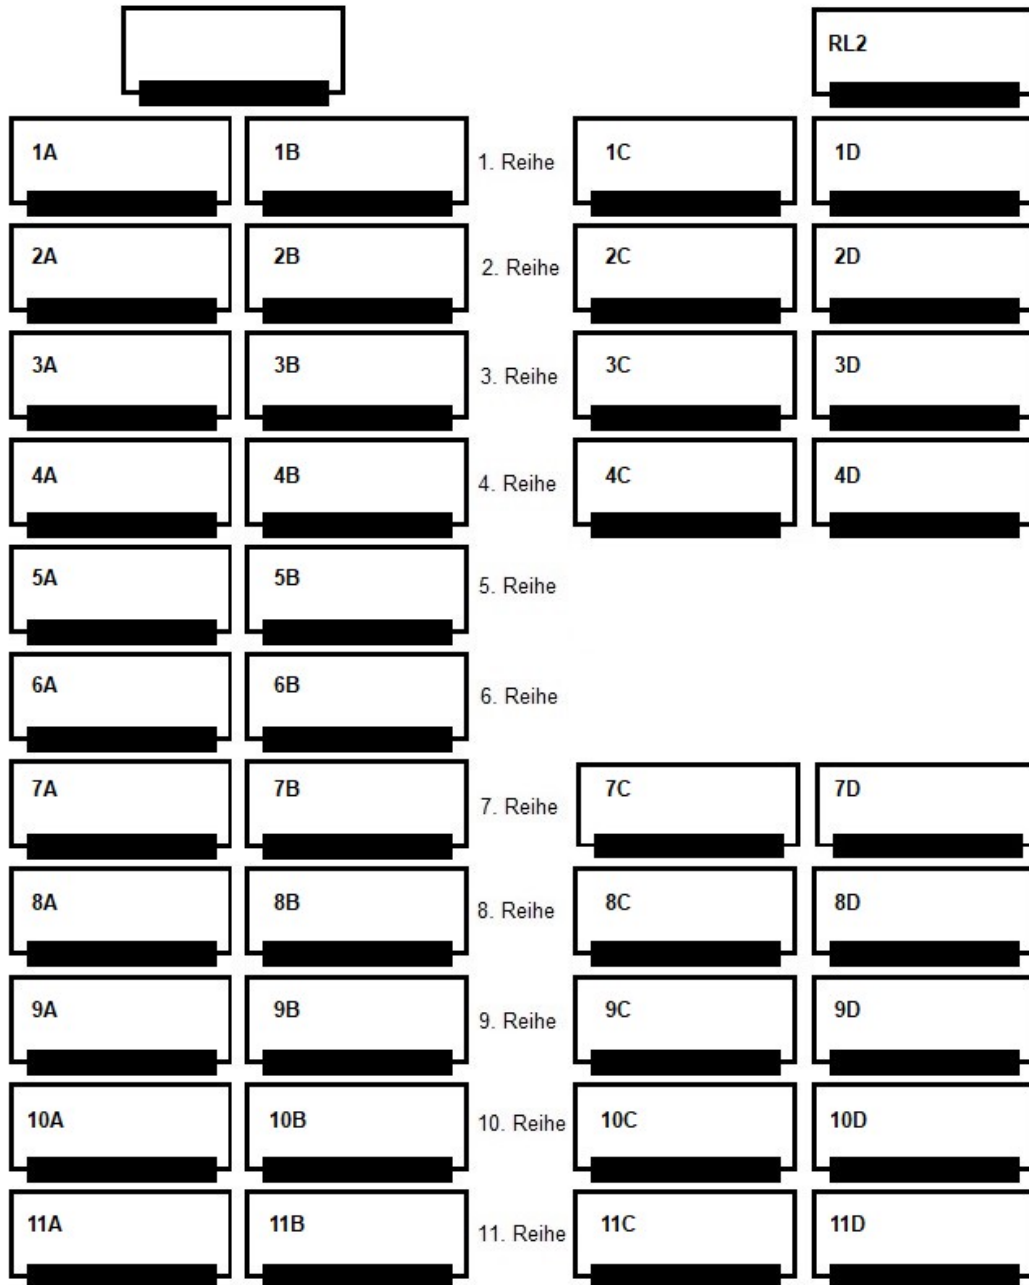 RL2
1A 1B 1. Reihe 1C 1D
2A 2B 2. Reihe 2C 2D
3A 3B 3. Reihe 3C 3D
4A 4B 4. Reihe 4C 4D
5A 5B 5. Reihe
6A 6B 6. Reihe
7A 7B 7. Reihe 7C 7D
8A 8B 8. Reihe 8C 8D
9A 9B 9. Reihe 9C 9D
10A 10B 10. Reihe 10C 10D
11A 11B 11. Reihe 11C 11D